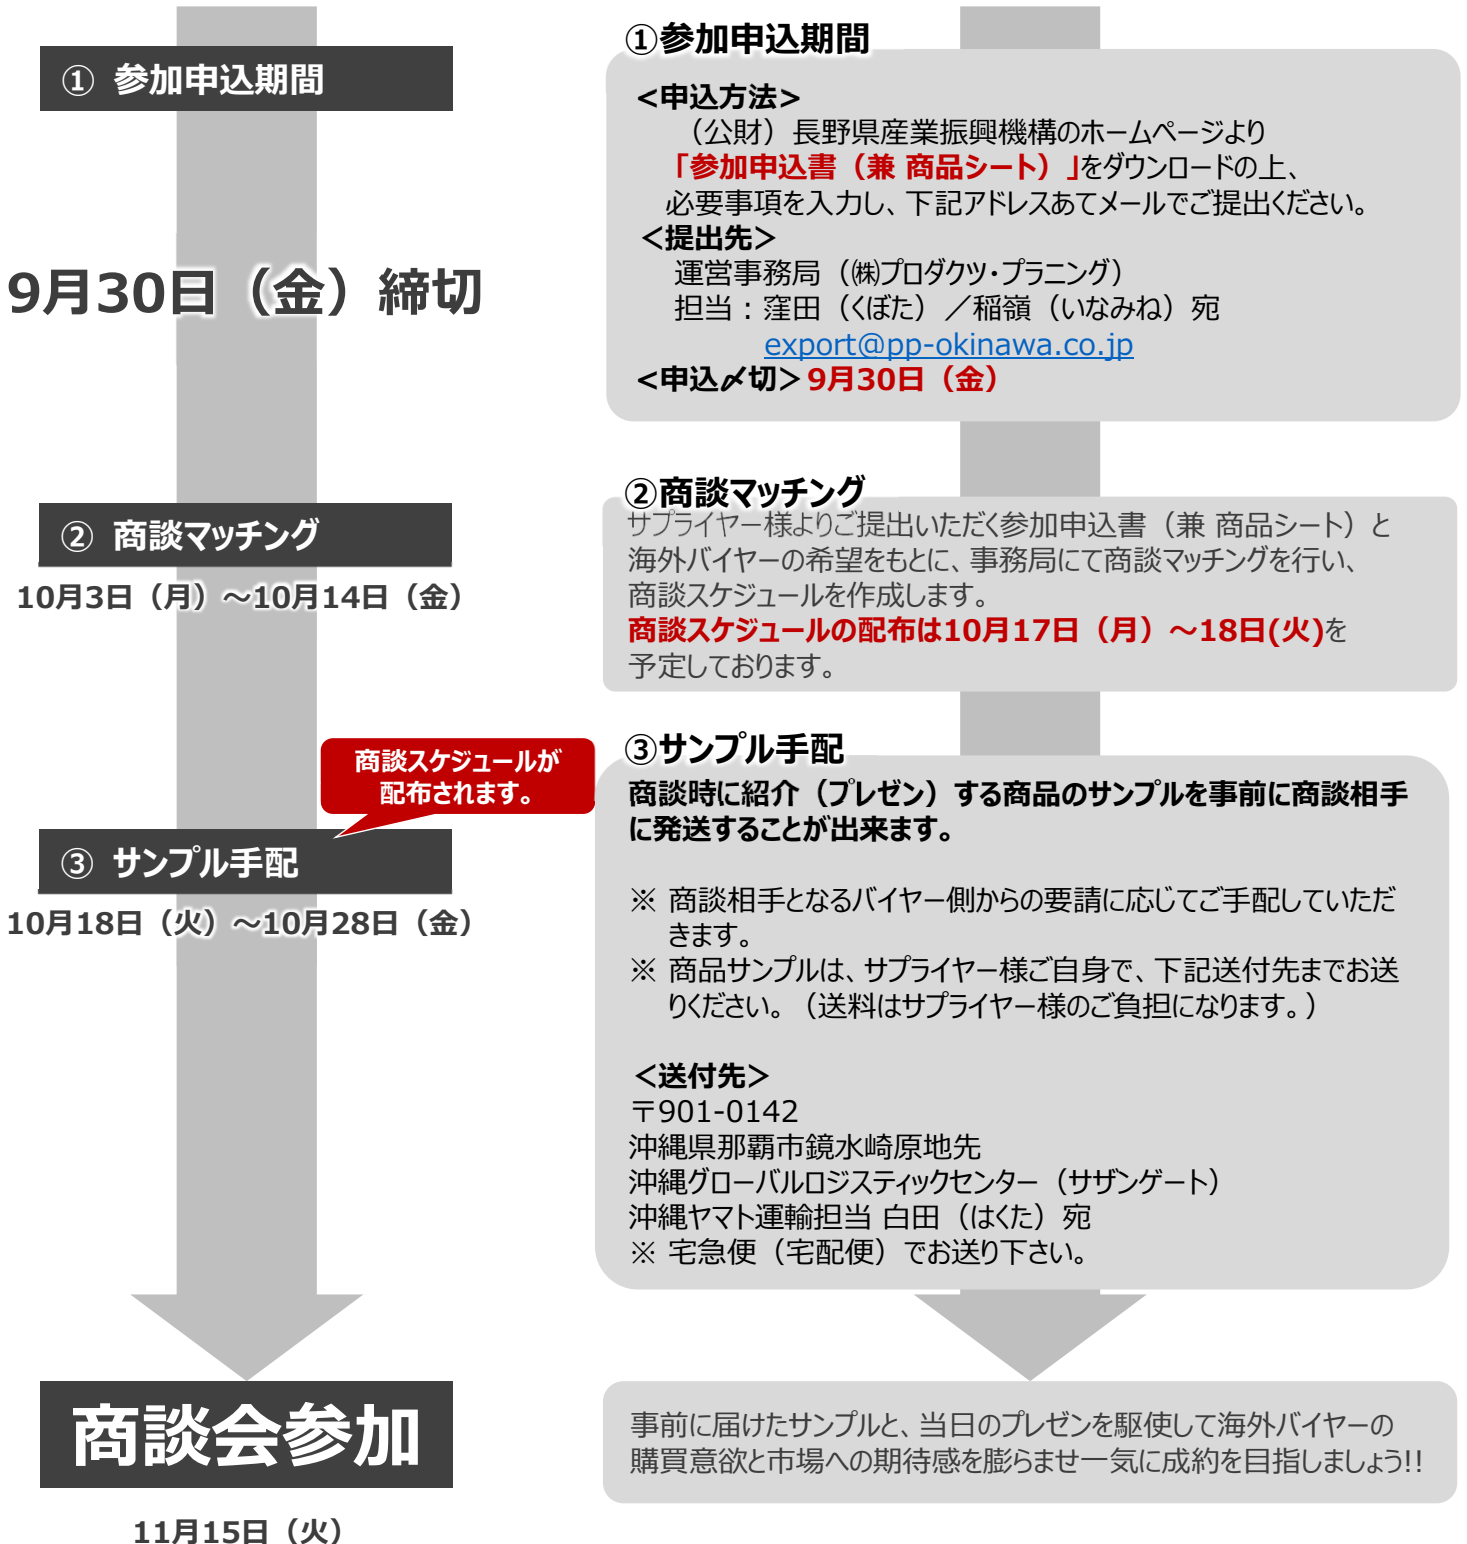 ① 参加申込期間
9月30日（金）締切
② 商談マッチング
10月3日（月）～10月14日（金）
商談スケジュールが
配布されます。
③ サンプル手配
10月18日（火）～10月28日（金）
商談会参加
11月15日（火）
①参加申込期間
＜申込方法＞
（公財）長野県産業振興機構のホームページより
「参加申込書（兼 商品シート）」をダウンロードの上、
必要事項を入力し、下記アドレスあてメールでご提出ください。
＜提出先＞
運営事務局（㈱プロダクツ・プラニング）
担当：窪田（くぼた）／稲嶺（いなみね）宛
export@pp-okinawa.co.jp
＜申込〆切＞9月30日（金）
②商談マッチング
サプライヤー様よりご提出いただく参加申込書（兼 商品シート）と
海外バイヤーの希望をもとに、事務局にて商談マッチングを行い、
商談スケジュールを作成します。
商談スケジュールの配布は10月17日（月）～18日(火)を
予定しております。
③サンプル手配
商談時に紹介（プレゼン）する商品のサンプルを事前に商談相手
に発送することが出来ます。
※ 商談相手となるバイヤー側からの要請に応じてご手配していただ
きます。
※ 商品サンプルは、サプライヤー様ご自身で、下記送付先までお送
りください。（送料はサプライヤー様のご負担になります。）
＜送付先＞
〒901-0142
沖縄県那覇市鏡水崎原地先
沖縄グローバルロジスティックセンター（サザンゲート）
沖縄ヤマト運輸担当 白田（はくた）宛
※ 宅急便（宅配便）でお送り下さい。
事前に届けたサンプルと、当日のプレゼンを駆使して海外バイヤーの
購買意欲と市場への期待感を膨らませ一気に成約を目指しましょう!!